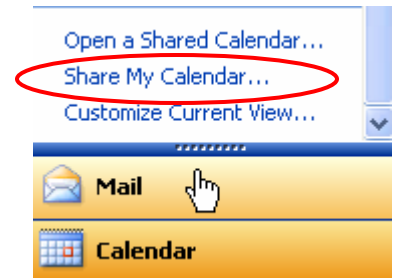 Open a Shared Calendar...
Share My Calendar...
Customize Current View...
Mail
Calendar